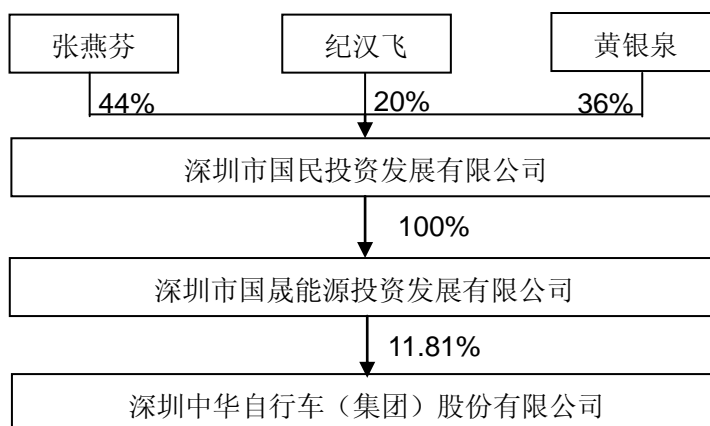 张燕芬
纪汉飞
黄银泉
44%
20%
36%
深圳市国民投资发展有限公司
100%
深圳市国晟能源投资发展有限公司
11.81%
深圳中华自行车（集团）股份有限公司